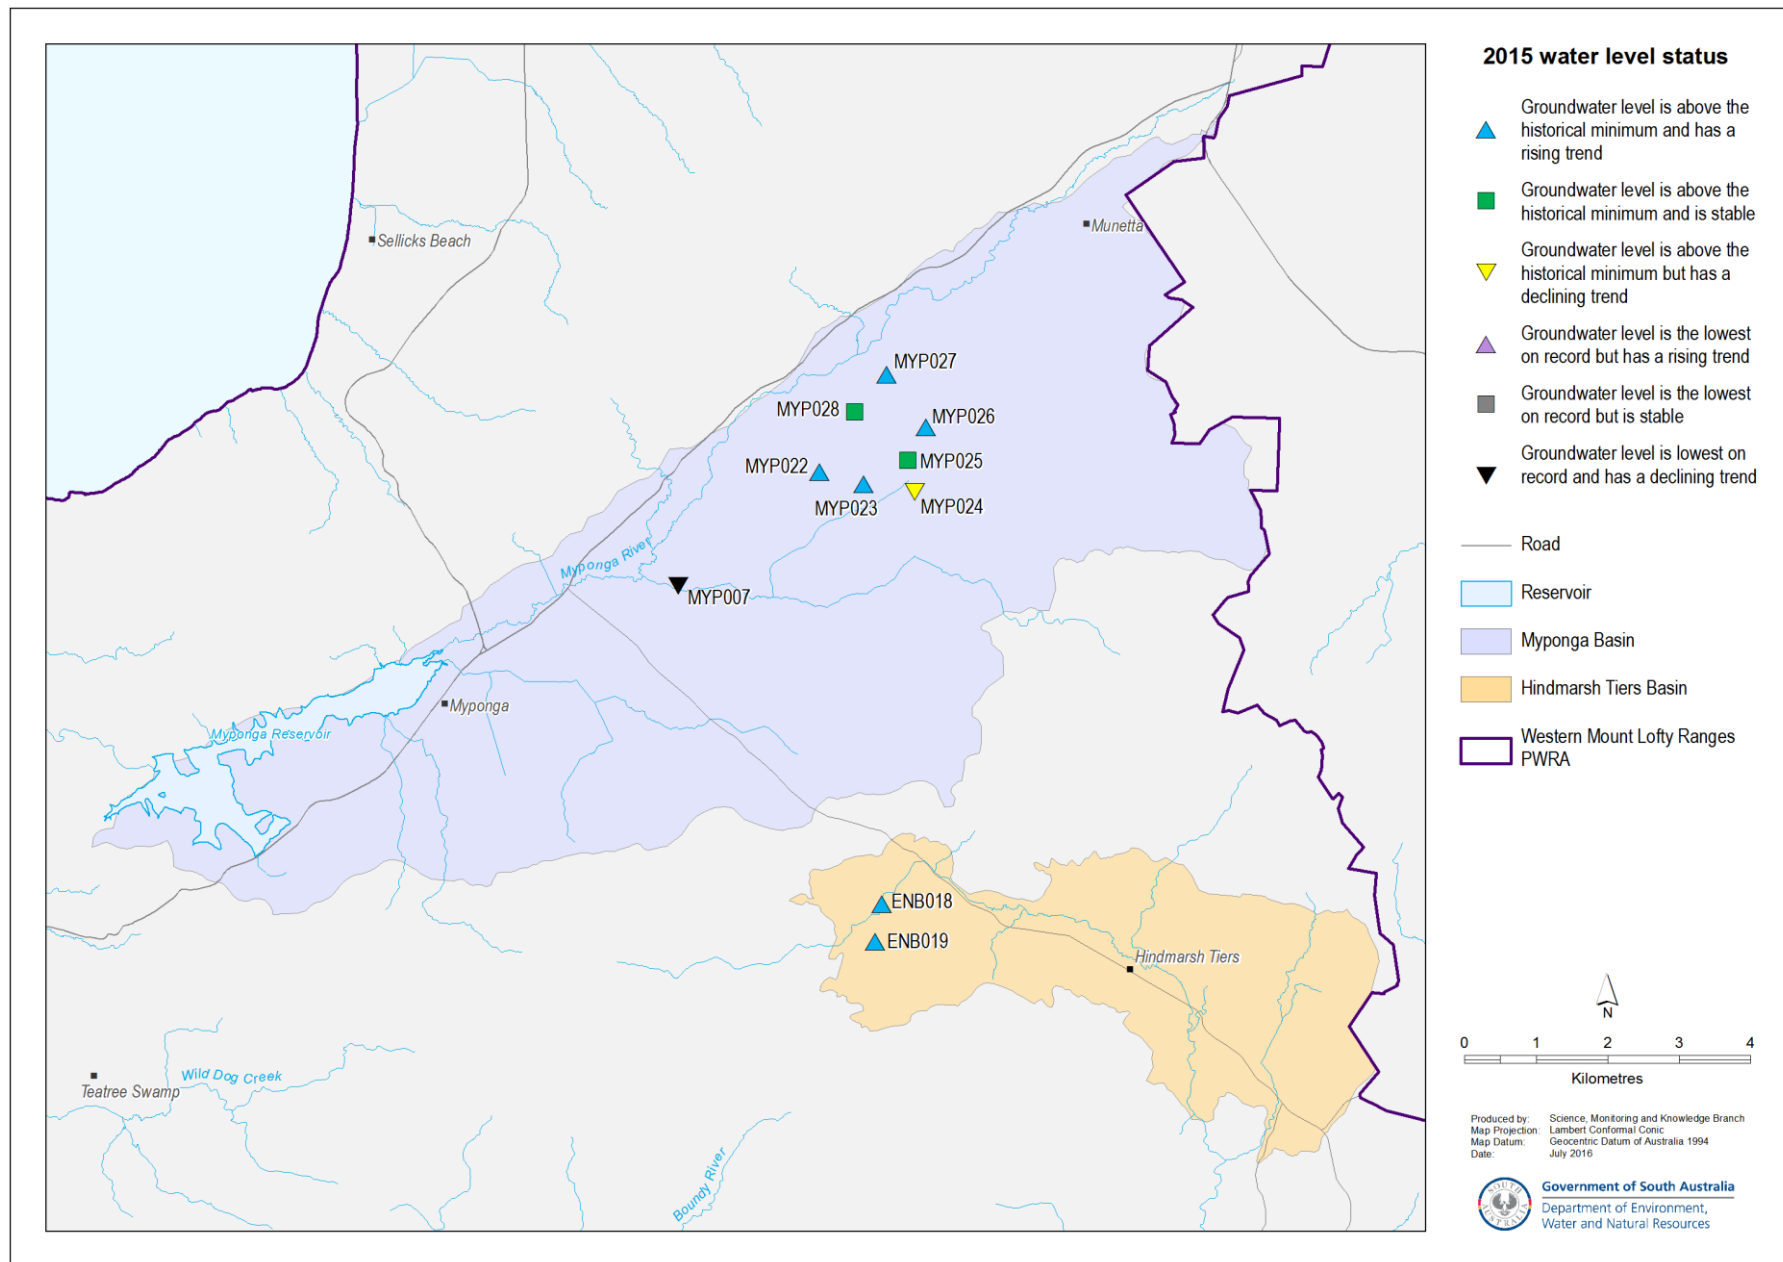 2015 water level status
Groundwater level is above the
historical minimum and has a
rising trend
Groundwater level is above the
historical minimum and is stable
Groundwater level is above the
historical minimum but has a
declining trend
Groundwater level is the lowest
on record but has a rising trend
Groundwater level is the lowest
on record but is stable
Groundwater level is lowest on
record and has a declining trend
Road
Reservoir
Myponga Basin
Hindmarsh Tiers Basin
Western Mount Lofty Ranges
PWRA
Munetta
Sellicks Beach
MYP027
MYP028
MYP026
MYP022
MYP025
MYP023
MYP024
Myponga River
MYP007
Myponga
Myponga Reservoir
ENB018
ENB019
Hindmarsh Tiers
Wild Dog Creek
Teatree Swamp
Boundy River
N
0 1 2 3 4
Kilometres
Produced by: Science, Monitoring and Knowledge Branch
Map Projection: Lambert Conformal Conic
Map Datum: Geocentric Datum of Australia 1994
Date: July 2016
SOUTH AUSTRALIA
Government of South Australia
Department of Environment,
Water and Natural Resources